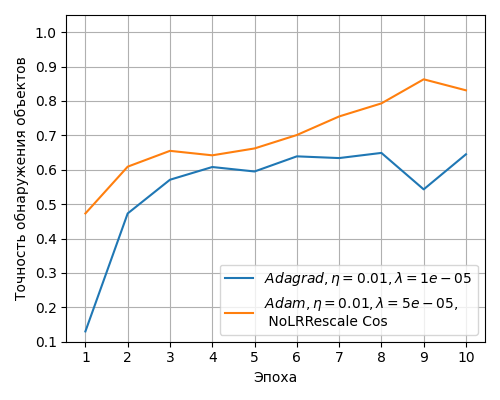 1.0
0.9
0.8
0.7
0.6
0.5
0.4
0.3
0.2
0.1
Точность обнаружения объектов
Adagrad, η = 0.01, λ = 1e − 05
Adam, η = 0.01, λ = 5e − 05,
NoLRRescale Cos
1 2 3 4 5 6 7 8 9 10
Эпоха